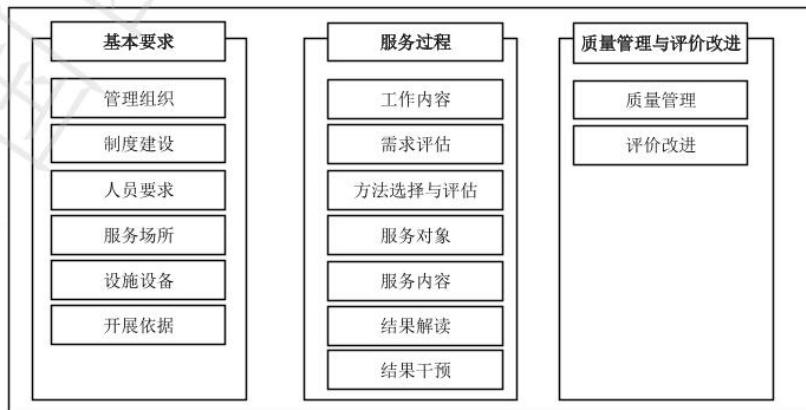 基本要求
管理组织
制度建设
人员要求
服务场所
设施设备
开展依据
服务过程
工作内容
需求评估
方法选择与评估
服务对象
服务内容
结果解读
结果干预
质量管理与评价改进
质量管理
评价改进